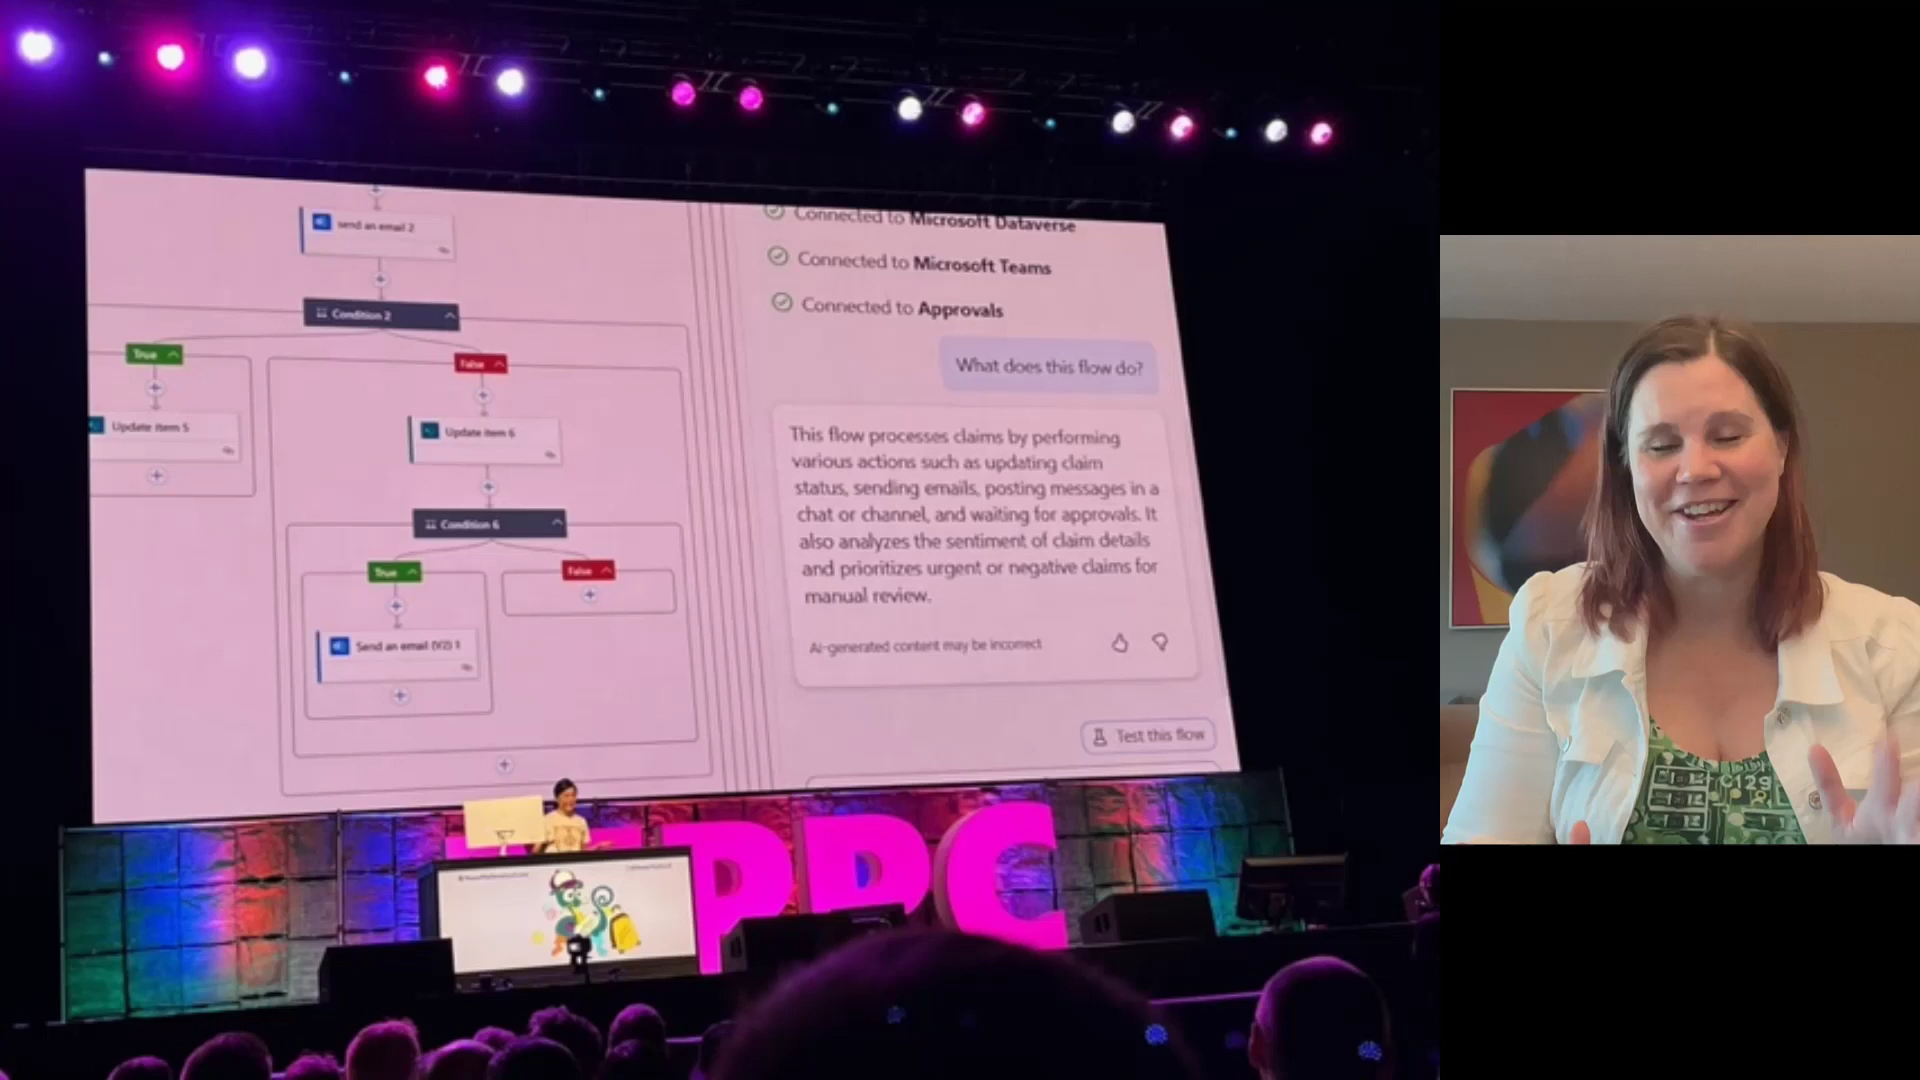 send an email 2
Condition 2
True
False
Update item 5
Update item 6
Condition 6
True
False
Send an email (V2) 1
Connected to Microsoft Dataverse
Connected to Microsoft Teams
Connected to Approvals
What does this flow do?
This flow processes claims by performing
various actions such as updating claim
status, sending emails, posting messages in a
chat or channel, and waiting for approvals. It
also analyzes the sentiment of claim details
and prioritizes urgent or negative claims for
manual review.
AI-generated content may be incorrect
Test this flow
PPC
C129